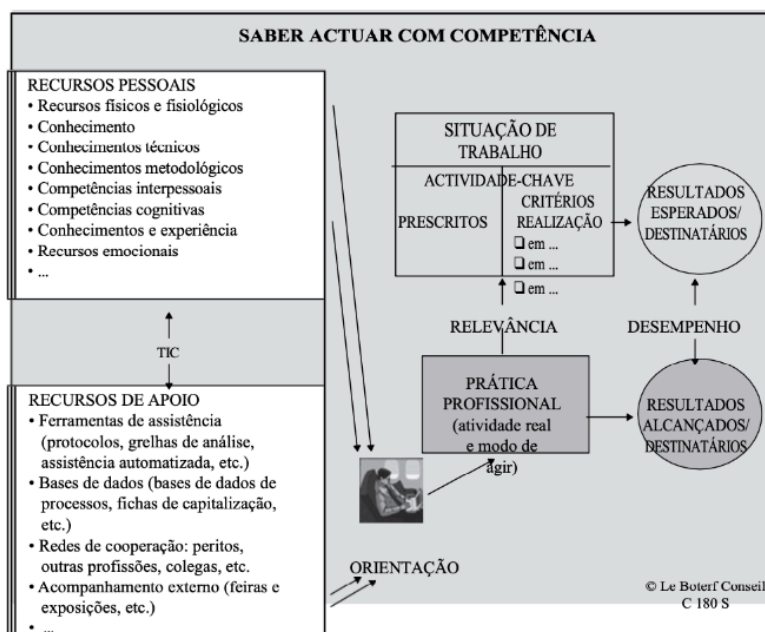 SABER ACTUAR COM COMPETÊNCIA
RECURSOS PESSOAIS
• Recursos físicos e fisiológicos
• Conhecimento
• Conhecimentos técnicos
• Conhecimentos metodológicos
• Competências interpessoais
• Competências cognitivas
• Conhecimentos e experiência
• Recursos emocionais
• ...
TIC
RECURSOS DE APOIO
• Ferramentas de assistência
(protocolos, grelhas de análise,
assistência automatizada, etc.)
• Bases de dados (bases de dados de
processos, fichas de capitalização,
etc.)
• Redes de cooperação: peritos,
outras profissões, colegas, etc.
• Acompanhamento externo (feiras e
exposições, etc.)
• ...
SITUAÇÃO DE
TRABALHO
ACTIVIDADE-CHAVE
PRESCRITOS
CRITÉRIOS
REALIZAÇÃO
❑ em ...
❑ em ...
❑ em ...
RESULTADOS
ESPERADOS/
DESTINATÁRIOS
RELEVÂNCIA
DESEMPENHO
PRÁTICA
PROFISSIONAL
(atividade real
e modo de
agir)
RESULTADOS
ALCANÇADOS/
DESTINATÁRIOS
ORIENTAÇÃO
© Le Boterf Conseil
C 180 S